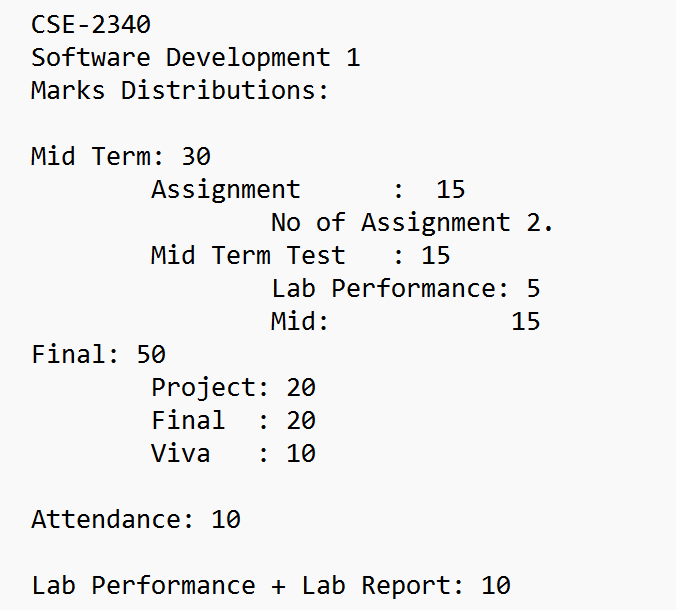 CSE-2340
Software Development 1
Marks Distributions:
Mid Term: 30
Assignment : 15
No of Assignment 2.
Mid Term Test : 15
Lab Performance: 5
Mid: 15
Final: 50
Project: 20
Final : 20
Viva : 10
Attendance: 10
Lab Performance + Lab Report: 10